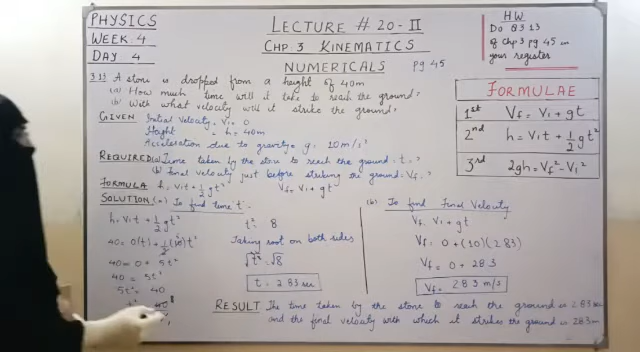 PHYSICS
WEEK. 4
DAY 4
LECTURE # 20 - II
CHP. 3 KINEMATICS
NUMERICALS pg 45
HW
Do Q 3.13
of Chp 3 pg 45 in
your register
3.11 A stone is dropped from a height of 40m
(a) How much time will it take to reach the ground?
(b) With what velocity will it strike the ground?
GIVEN Initial Velocity = Vi = 0
Height = h = 40m
Acceleration due to gravity = g = 10 m/s²
REQUIRED (a) Time taken by the stone to reach the ground = t = ?
(b) Final velocity just before striking the ground = Vf = ?
FORMULA h = Vit + 1/2 gt² Vf = Vi + gt
FORMULAE
1st Vf = Vi + gt
2nd h = Vit + 1/2 gt²
3rd 2gh = Vf² - Vi²
SOLUTION (a) To find time 't'
h = Vit + 1/2 gt²
40 = 0(t) + 1/2 (10) t²
40 = 0 + 5t²
40 = 5t²
5t² = 40
t² = 40
t² = 8
Taking root on both sides
√t² = √8
t = 2.83 sec
(b) To find Final Velocity
Vf = Vi + gt
Vf = 0 + (10)(2.83)
Vf = 0 + 28.3
Vf = 28.3 m/s
RESULT The time taken by the stone to reach the ground is 2.83 sec
and the final velocity with which it strikes the ground is 28.3m